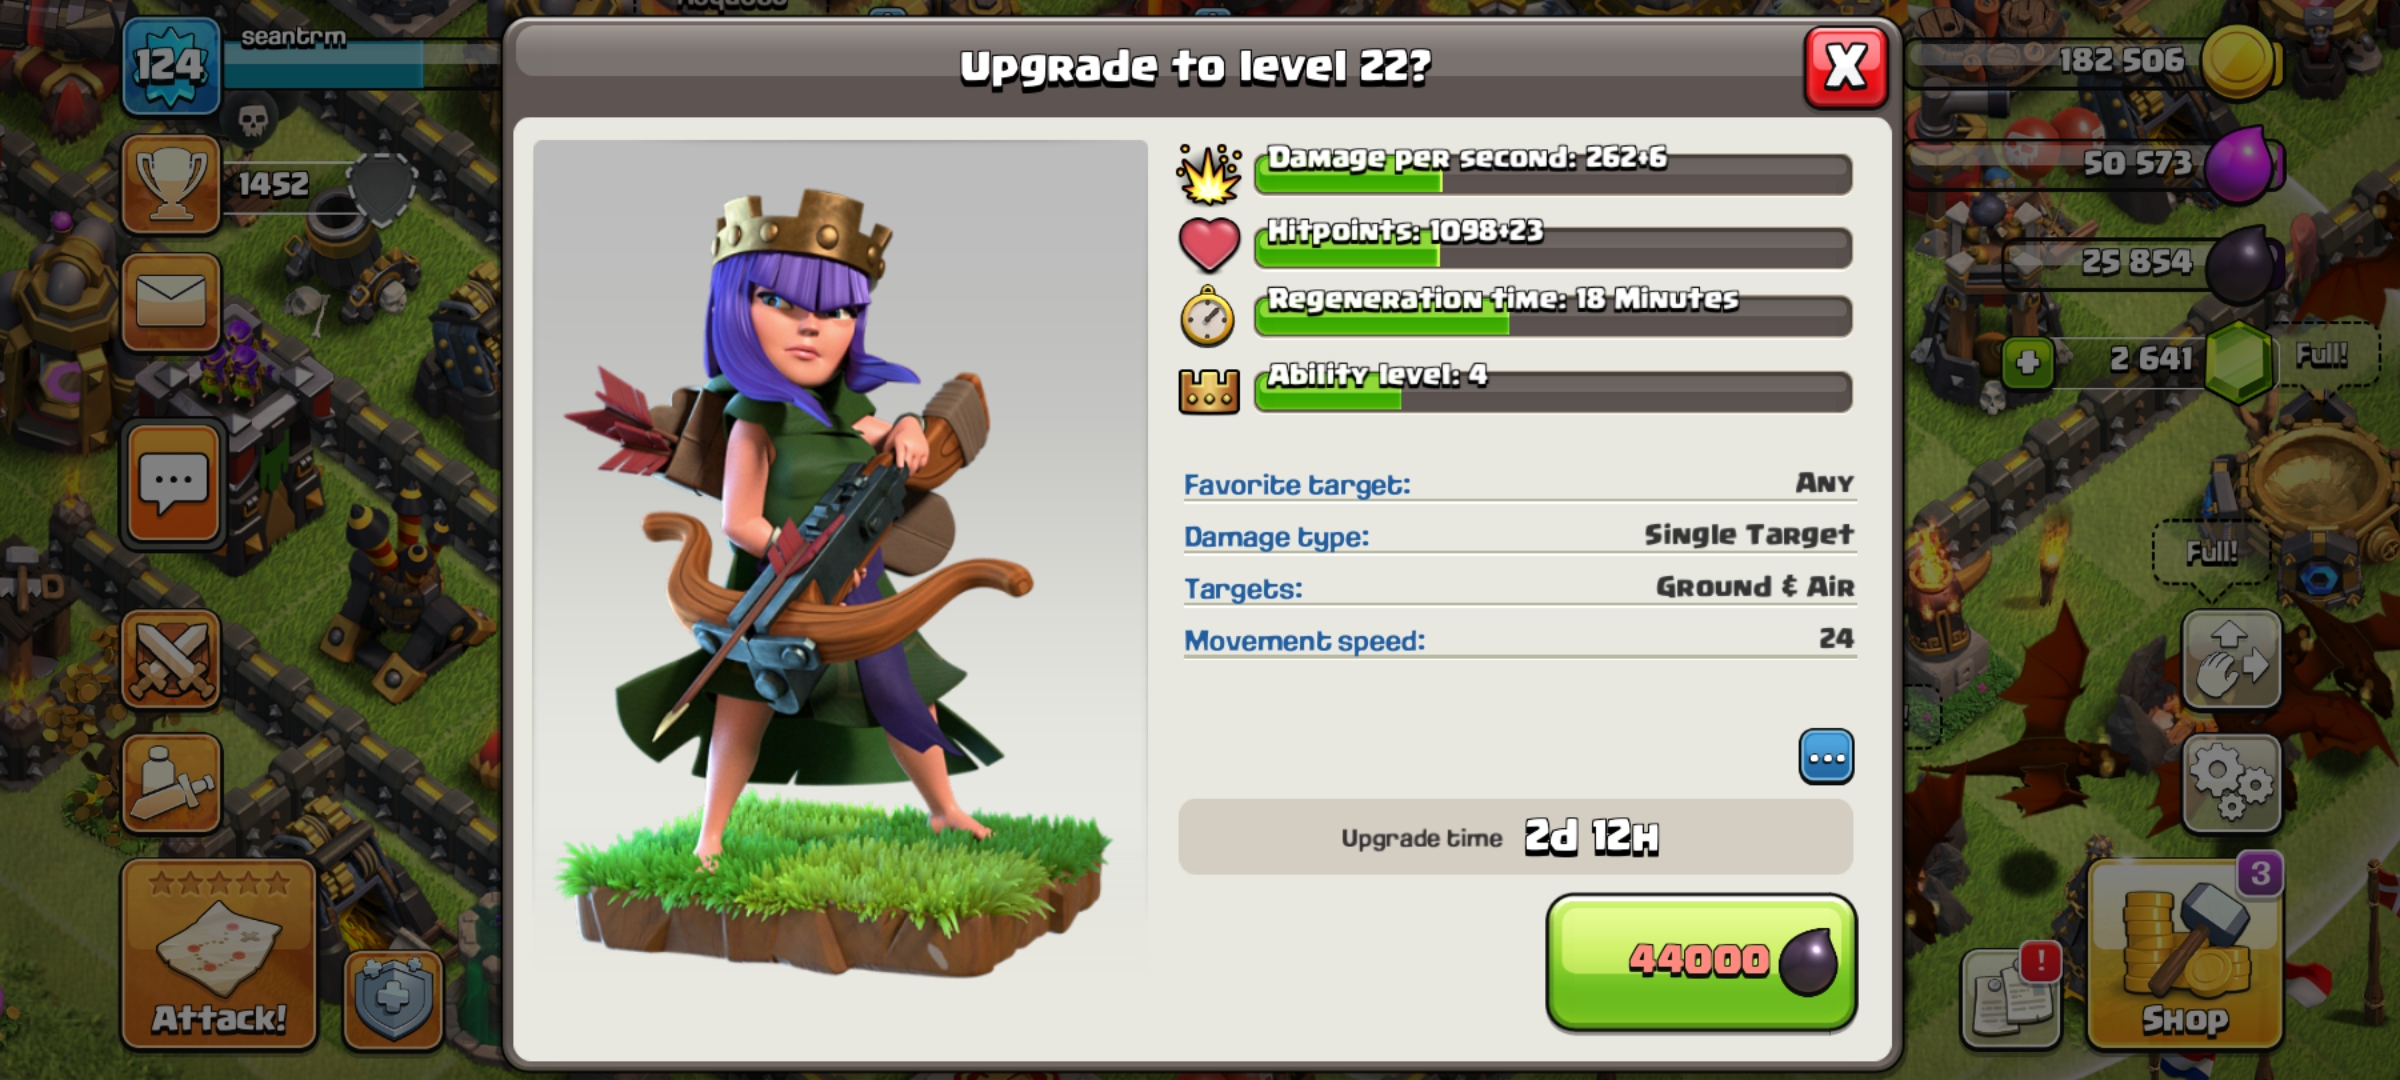 Upgrade to level 22?
X
124
seantrm
1452
Attack!
Damage per second: 262+6
Hitpoints: 1098+23
Regeneration time: 18 Minutes
Ability level: 4
Favorite target: Any
Damage type: Single Target
Targets: Ground & Air
Movement speed: 24
...
Upgrade time 2d 12H
44000
182 506
50 573
25 854
+ 2 641
Full!
Full!
!
3
Shop